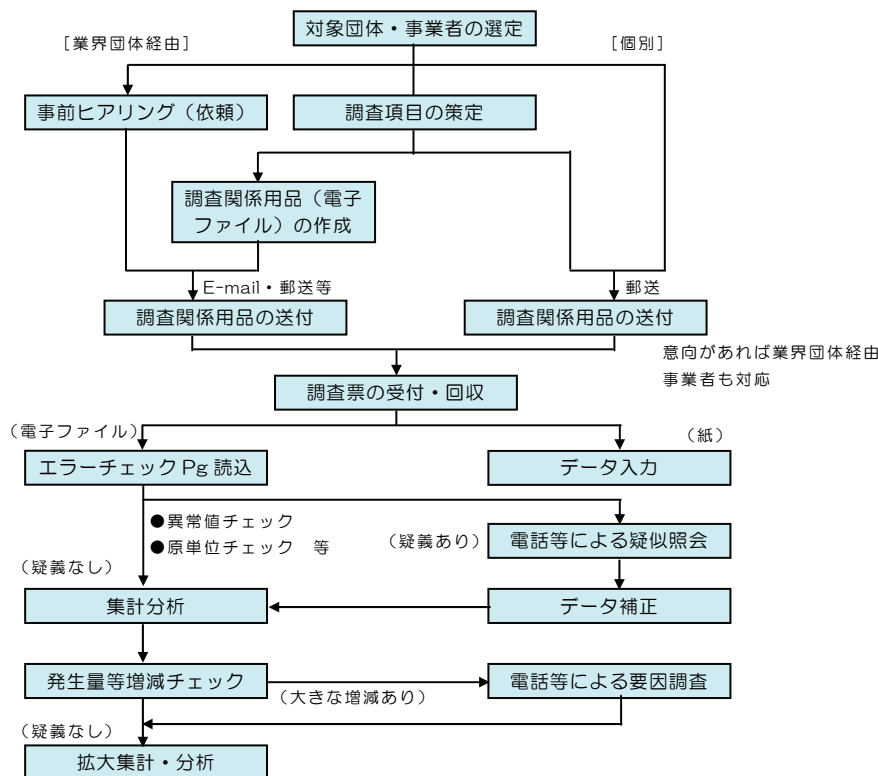 対象団体・事業者の選定
［業界団体経由］
［個別］
事前ヒアリング（依頼）
調査項目の策定
調査関係用品（電子
ファイル）の作成
E-mail・郵送等
郵送
調査関係用品の送付
調査関係用品の送付
意向があれば業界団体経由
事業者も対応
調査票の受付・回収
（電子ファイル）
（紙）
エラーチェック Pg 読込
データ入力
●異常値チェック
●原単位チェック　等
（疑義あり）
電話等による疑似照会
（疑義なし）
集計分析
データ補正
発生量等増減チェック
（大きな増減あり）
電話等による要因調査
（疑義なし）
拡大集計・分析